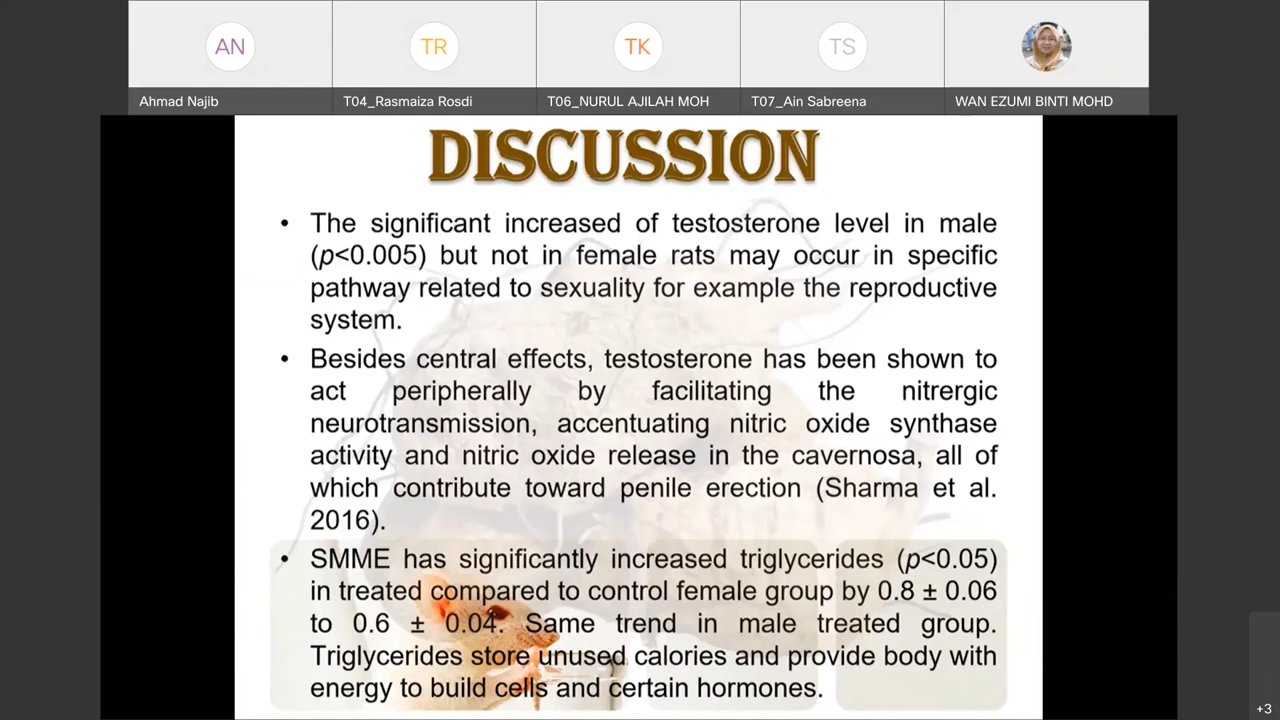 AN
TR
TK
TS
Ahmad Najib
T04_Rasmaiza Rosdi
T06_NURUL AJILAH MOH
T07_Ain Sabreena
WAN EZUMI BINTI MOHD
DISCUSSION
• The significant increased of testosterone level in male
(p<0.005) but not in female rats may occur in specific
pathway related to sexuality for example the reproductive
system.
• Besides central effects, testosterone has been shown to
act peripherally by facilitating the nitrergic
neurotransmission, accentuating nitric oxide synthase
activity and nitric oxide release in the cavernosa, all of
which contribute toward penile erection (Sharma et al.
2016).
• SMME has significantly increased triglycerides (p<0.05)
in treated compared to control female group by 0.8 ± 0.06
to 0.6 ± 0.04. Same trend in male treated group.
Triglycerides store unused calories and provide body with
energy to build cells and certain hormones.
+3